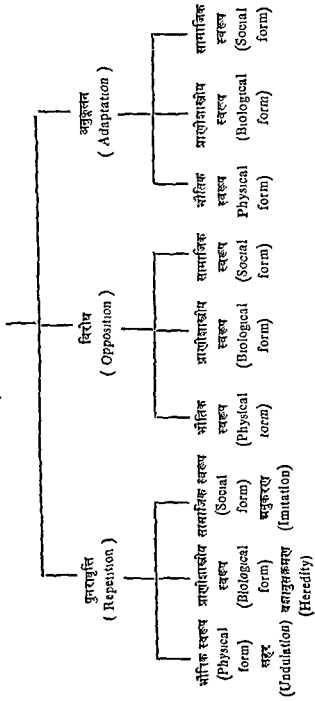 पुनरावृत्ति
( Repention )
विरोध
( Opposition )
अनुकूलन
( Adaptation )
भौतिक स्वरूप
(Physical
form)
लहर
(Undulation)
प्राणीशास्त्रीय
स्वरूप
(Biological
form)
वंशानुसंक्रमण
(Heredity)
सामाजिक स्वरूप
(Social
form)
अनुकरण
(Imitation)
भौतिक
स्वरूप
(Physical
form)
प्राणीशास्त्रीय
स्वरूप
(Biological
form)
सामाजिक
स्वरूप
(Social
form)
भौतिक
स्वरूप
Physical
form)
प्राणीशास्त्रीय
स्वरूप
(Biological
form)
सामाजिक
स्वरूप
(Social
form)